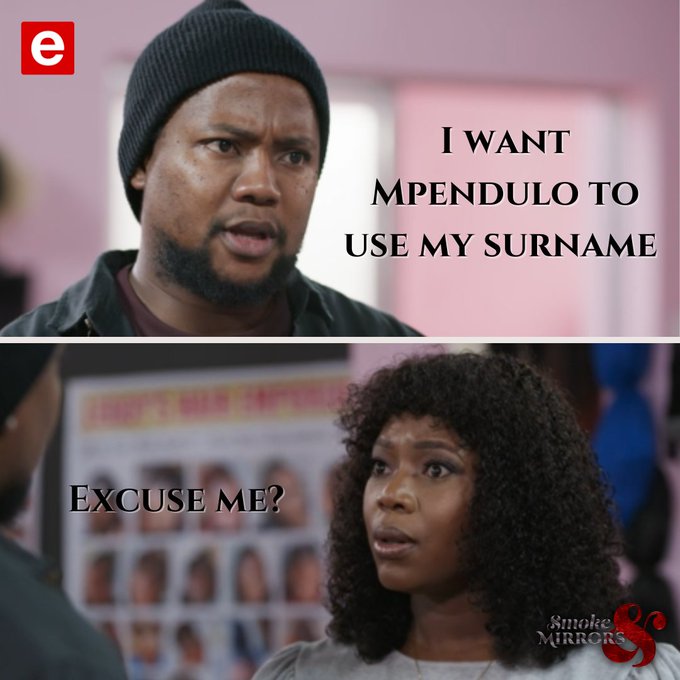 e
I WANT
MPENDULO TO
USE MY SURNAME
EXCUSE ME?
Smoke &
MIRRORS